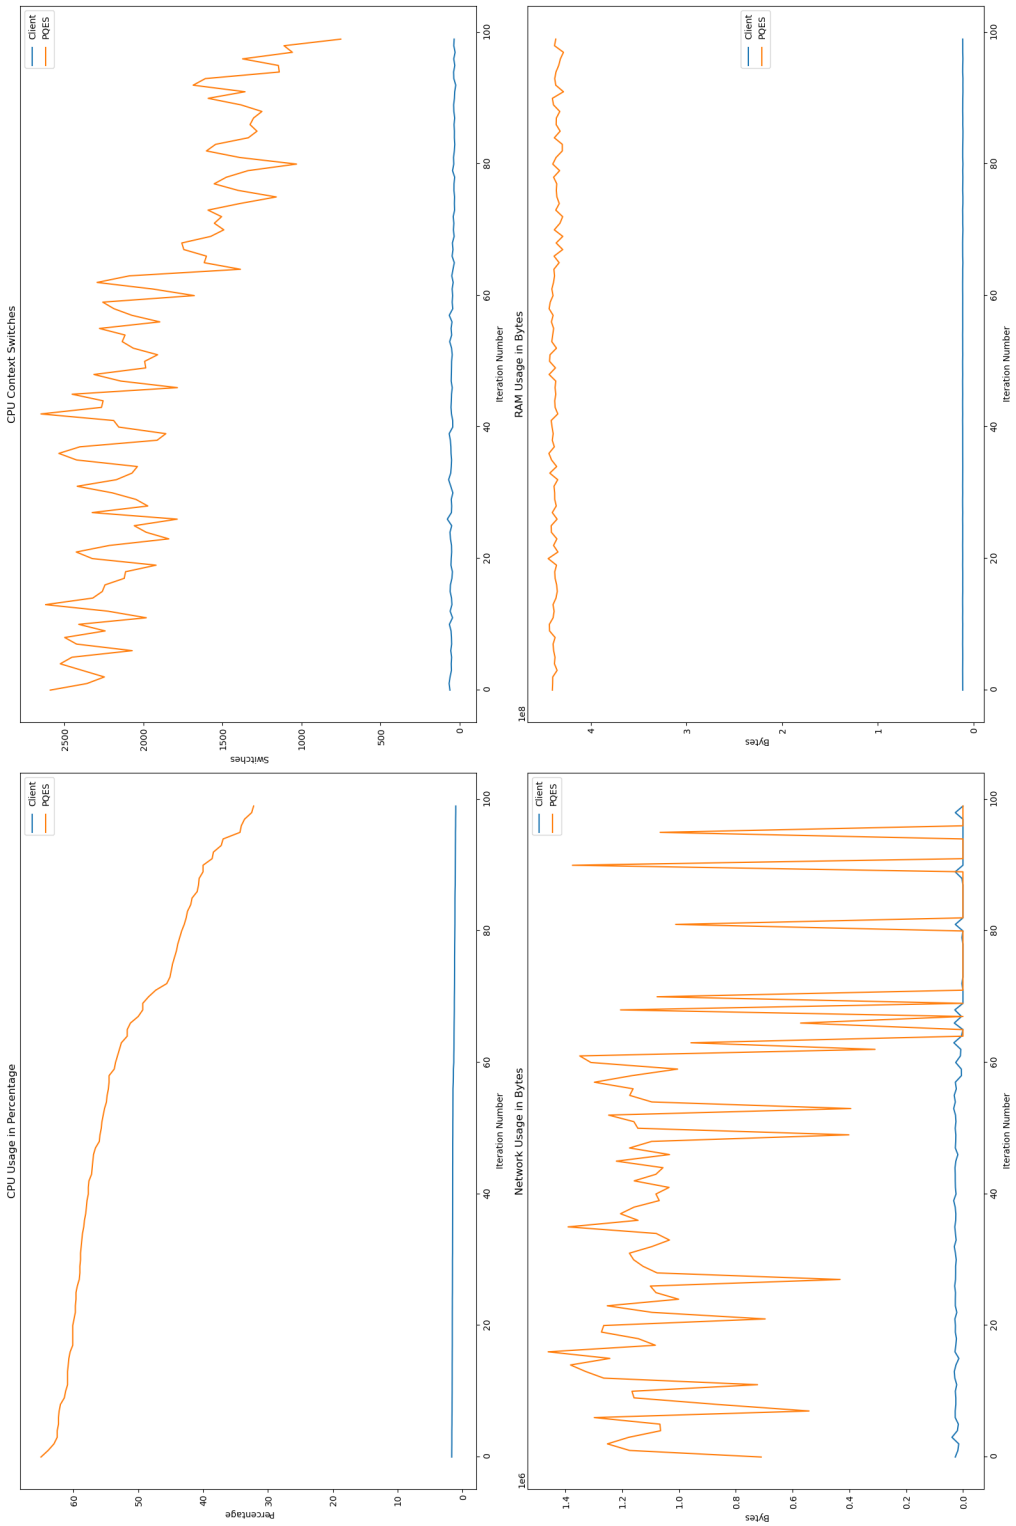 CPU Usage in Percentage
Client
PQES
Percentage
60
50
40
30
20
10
0
0
20
40
60
80
100
Iteration Number
CPU Context Switches
Client
PQES
Switches
2500
2000
1500
1000
500
0
0
20
40
60
80
100
Iteration Number
Network Usage in Bytes
1e6
Client
PQES
Bytes
1.4
1.2
1.0
0.8
0.6
0.4
0.2
0.0
0
20
40
60
80
100
Iteration Number
RAM Usage in Bytes
1e8
Client
PQES
Bytes
4
3
2
1
0
0
20
40
60
80
100
Iteration Number